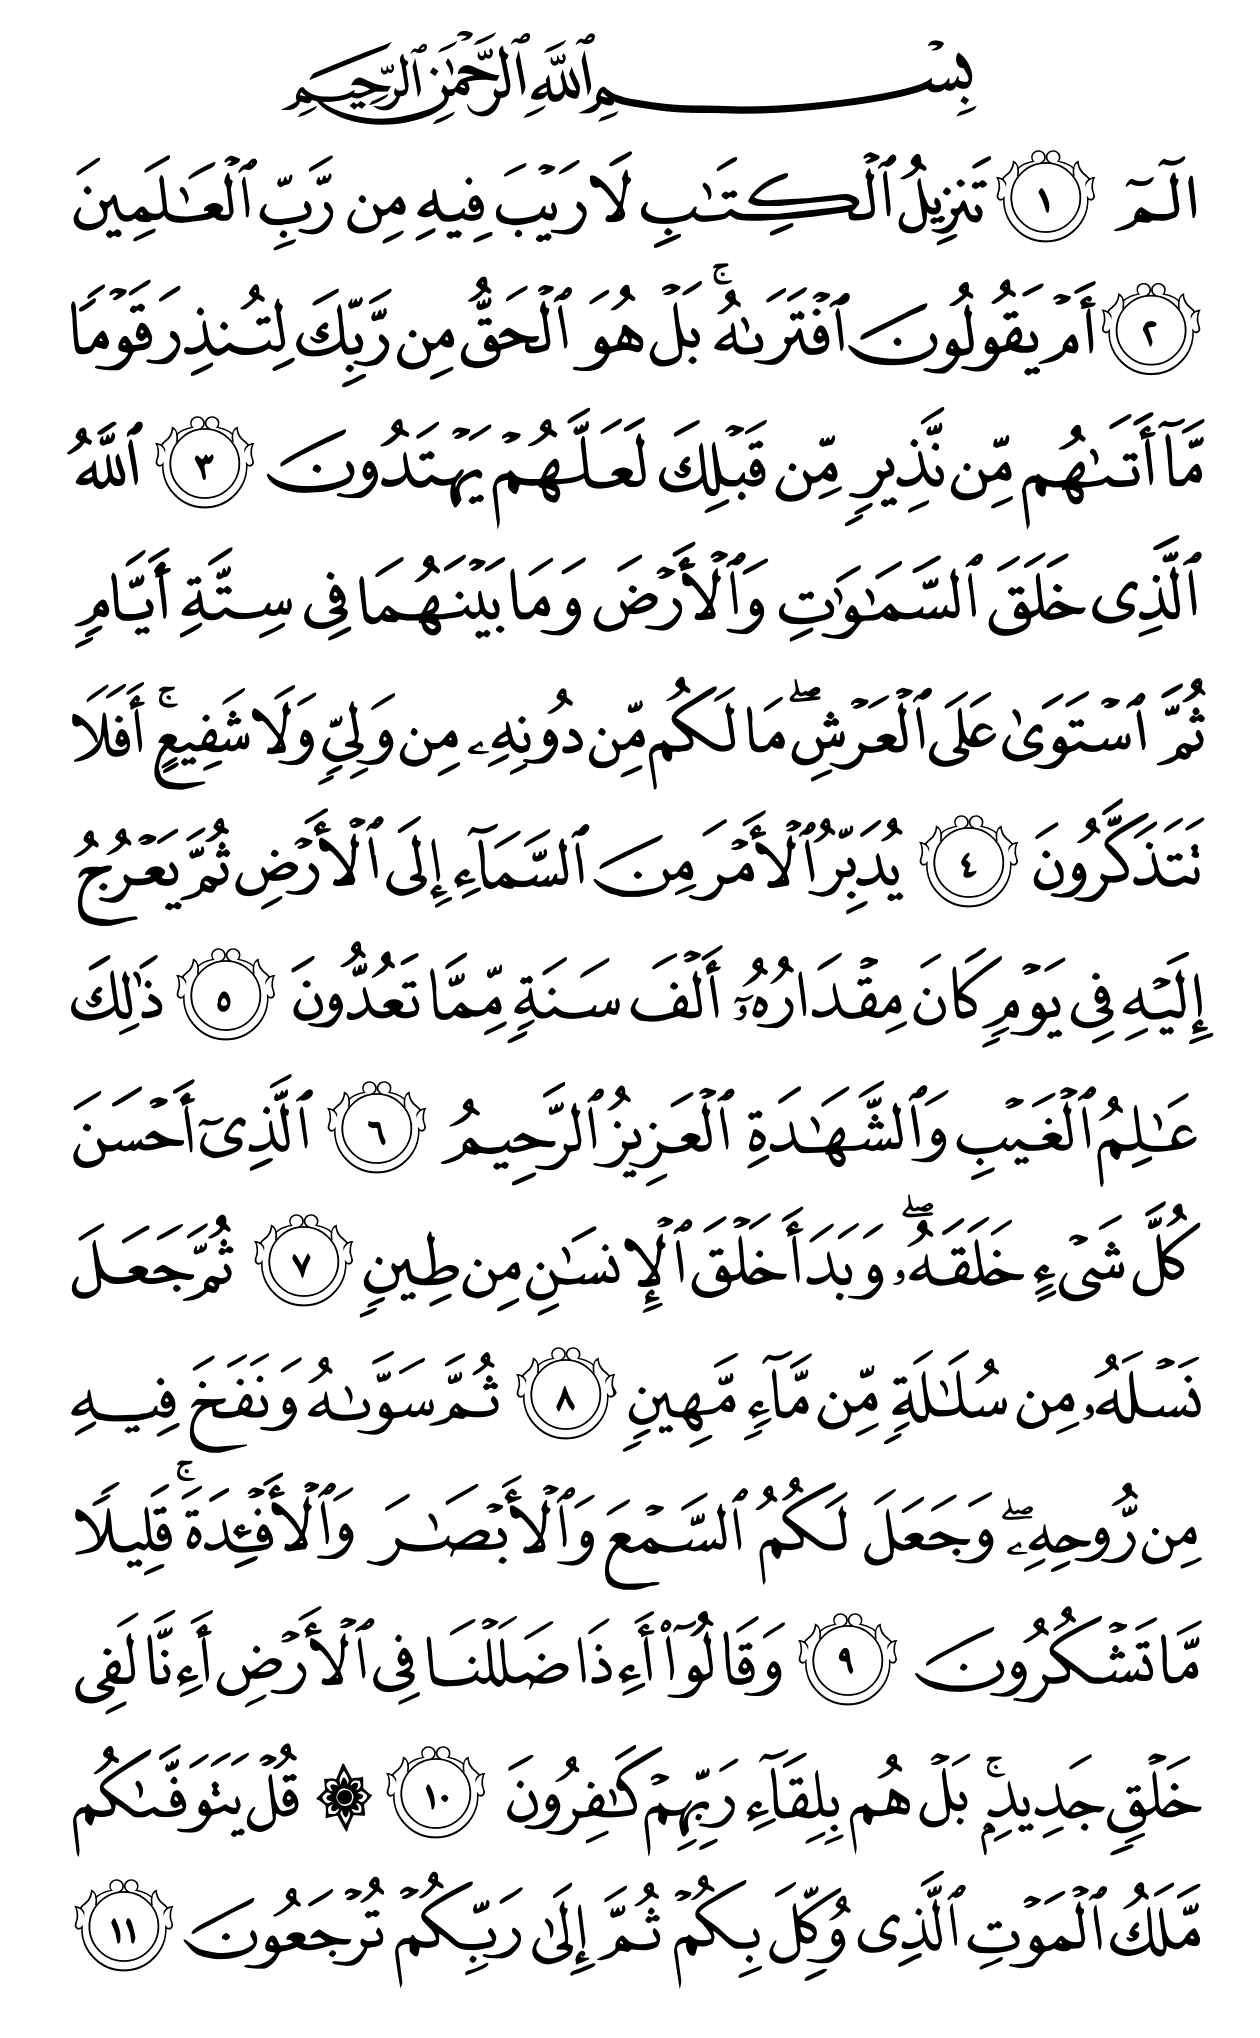 بِسۡمِ ٱللَّهِ ٱلرَّحۡمَٰنِ ٱلرَّحِيمِ
الٓمٓ ١ تَنزِيلُ ٱلۡكِتَٰبِ لَا رَيۡبَ فِيهِ مِن رَّبِّ ٱلۡعَٰلَمِينَ
٢ أَمۡ يَقُولُونَ ٱفۡتَرَىٰهُۚ بَلۡ هُوَ ٱلۡحَقُّ مِن رَّبِّكَ لِتُنذِرَ قَوۡمٗا
مَّآ أَتَىٰهُم مِّن نَّذِيرٖ مِّن قَبۡلِكَ لَعَلَّهُمۡ يَهۡتَدُونَ ٣ ٱللَّهُ
ٱلَّذِي خَلَقَ ٱلسَّمَٰوَٰتِ وَٱلۡأَرۡضَ وَمَا بَيۡنَهُمَا فِي سِتَّةِ أَيَّامٖ
ثُمَّ ٱسۡتَوَىٰ عَلَى ٱلۡعَرۡشِۖ مَا لَكُم مِّن دُونِهِۦ مِن وَلِيّٖ وَلَا شَفِيعٍۚ أَفَلَا
تَتَذَكَّرُونَ ٤ يُدَبِّرُ ٱلۡأَمۡرَ مِنَ ٱلسَّمَآءِ إِلَى ٱلۡأَرۡضِ ثُمَّ يَعۡرُجُ
إِلَيۡهِ فِي يَوۡمٖ كَانَ مِقۡدَارُهُۥٓ أَلۡفَ سَنَةٖ مِّمَّا تَعُدُّونَ ٥ ذَٰلِكَ
عَٰلِمُ ٱلۡغَيۡبِ وَٱلشَّهَٰدَةِ ٱلۡعَزِيزُ ٱلرَّحِيمُ ٦ ٱلَّذِيٓ أَحۡسَنَ
كُلَّ شَيۡءٍ خَلَقَهُۥۖ وَبَدَأَ خَلۡقَ ٱلۡإِنسَٰنِ مِن طِينٖ ٧ ثُمَّ جَعَلَ
نَسۡلَهُۥ مِن سُلَٰلَةٖ مِّن مَّآءٖ مَّهِينٖ ٨ ثُمَّ سَوَّىٰهُ وَنَفَخَ فِيهِ
مِن رُّوحِهِۦۖ وَجَعَلَ لَكُمُ ٱلسَّمۡعَ وَٱلۡأَبۡصَٰرَ وَٱلۡأَفۡـِٔدَةَۚ قَلِيلٗا
مَّا تَشۡكُرُونَ ٩ وَقَالُوٓاْ أَءِذَا ضَلَلۡنَا فِي ٱلۡأَرۡضِ أَءِنَّا لَفِي
خَلۡقٖ جَدِيدِۭۚ بَلۡ هُم بِلِقَآءِ رَبِّهِمۡ كَٰفِرُونَ ١٠ ۞ قُلۡ يَتَوَفَّىٰكُم
مَّلَكُ ٱلۡمَوۡتِ ٱلَّذِي وُكِّلَ بِكُمۡ ثُمَّ إِلَىٰ رَبِّكُمۡ تُرۡجَعُونَ ١١